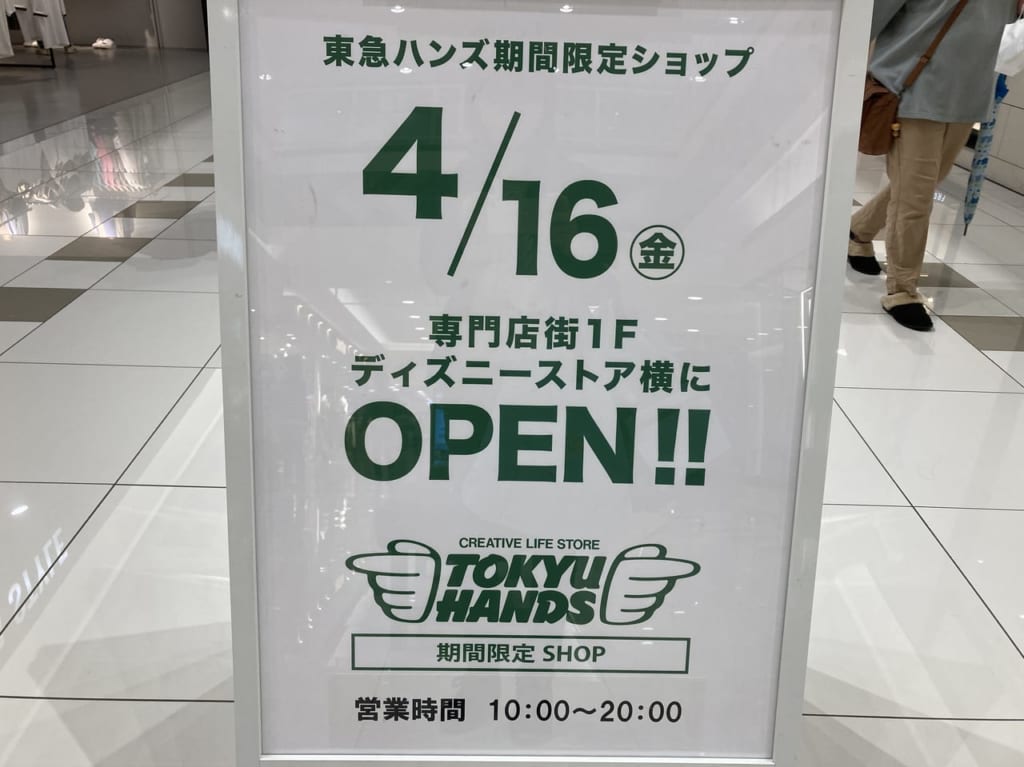 東急ハンズ期間限定ショップ
4/16㊎
専門店街1F
ディズニーストア横に
OPEN!!
CREATIVE LIFE STORE
TOKYU
HANDS
期間限定 SHOP
営業時間 10:00〜20:00